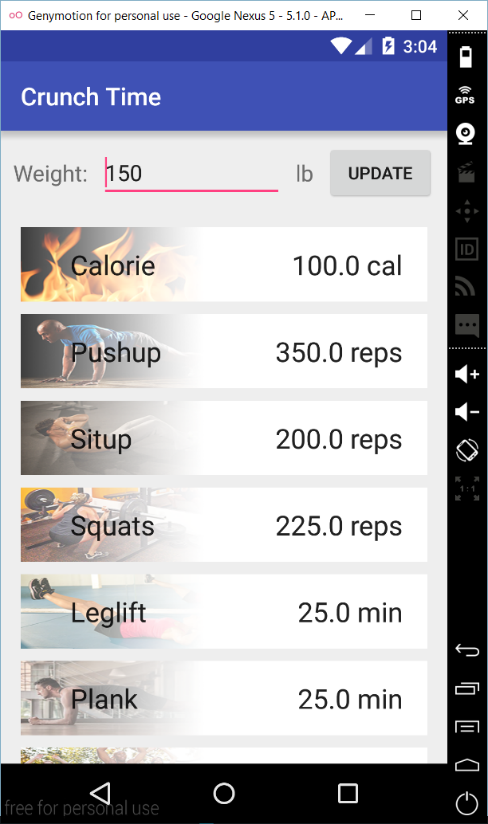 Genymotion for personal use - Google Nexus 5 - 5.1.0 - AP...
3:04
Crunch Time
Weight: 150 lb UPDATE
Calorie 100.0 cal
Pushup 350.0 reps
Situp 200.0 reps
Squats 225.0 reps
Leglift 25.0 min
Plank 25.0 min
GPS
ID
1:1
free for personal use